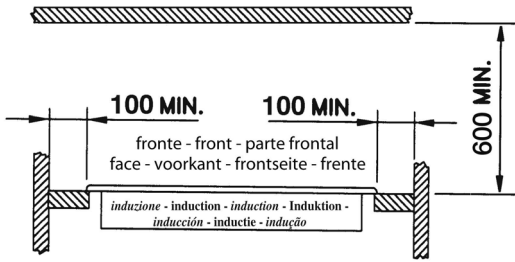 100 MIN. 100 MIN.
600 MIN.
fronte - front - parte frontal
face - voorkant - frontseite - frente
induzione - induction - induction - Induktion -
inducción - inductie - indução